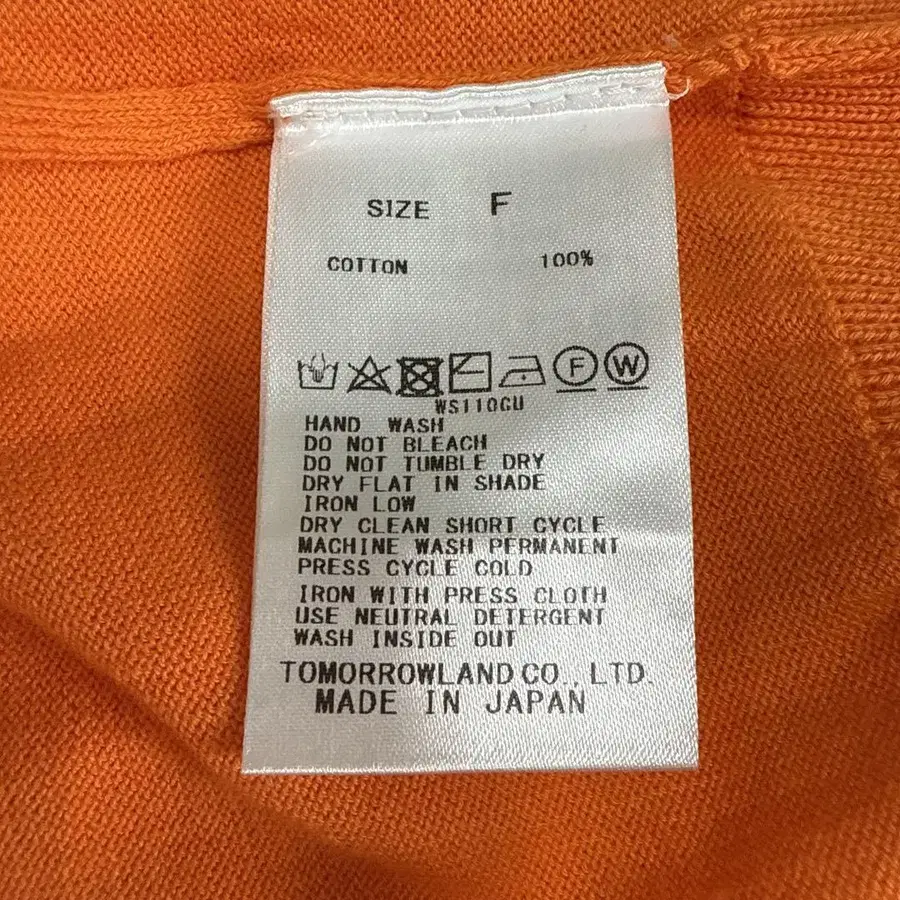 SIZE F
COTTON 100%
F W
WS110CU
HAND WASH
DO NOT BLEACH
DO NOT TUMBLE DRY
DRY FLAT IN SHADE
IRON LOW
DRY CLEAN SHORT CYCLE
MACHINE WASH PERMANENT
PRESS CYCLE COLD
IRON WITH PRESS CLOTH
USE NEUTRAL DETERGENT
WASH INSIDE OUT
TOMORROWLAND CO., LTD.
MADE IN JAPAN